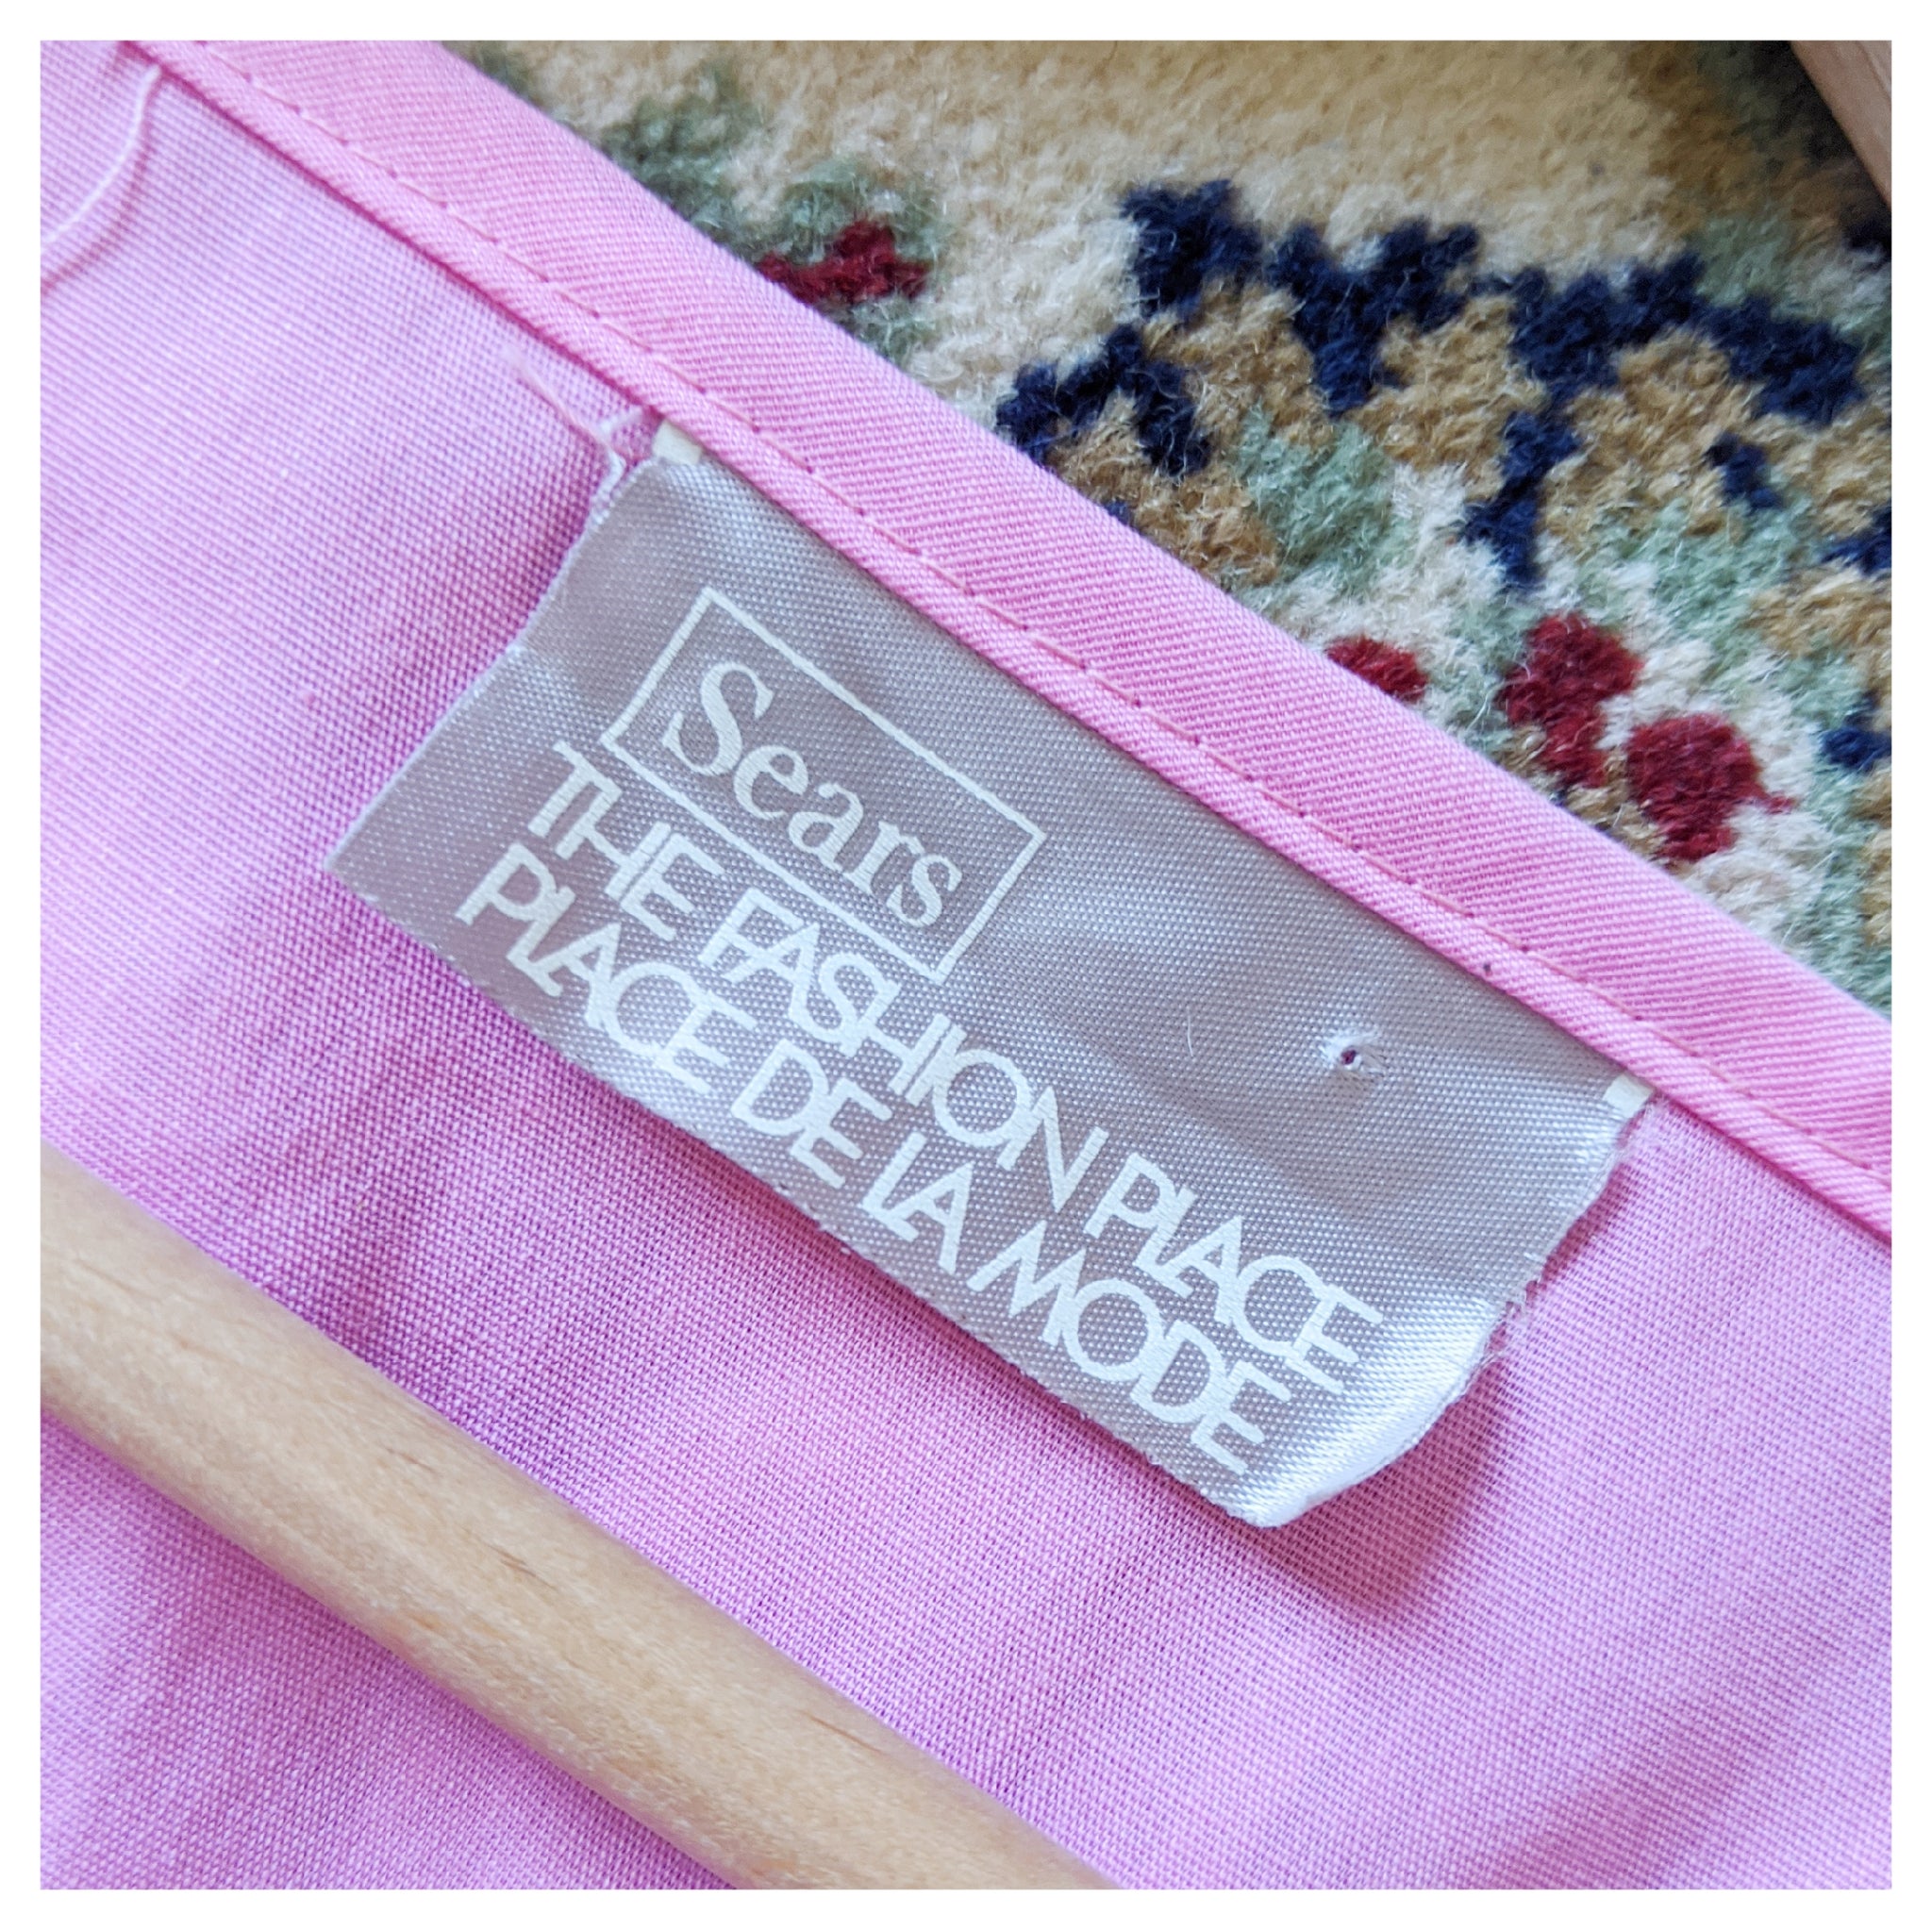 Sears
THE FASHION PLACE
PLACE DE LA MODE